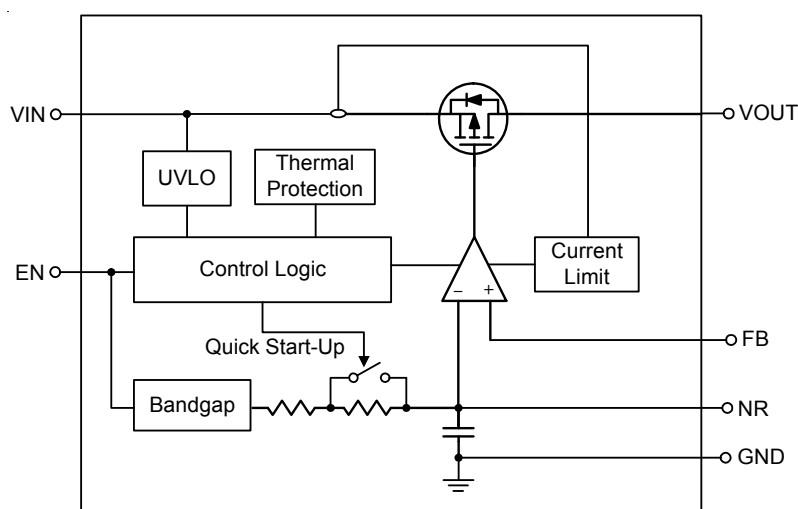 VIN
VOUT
UVLO
Thermal
Protection
EN
Control Logic
Current
Limit
− +
Quick Start-Up
FB
Bandgap
NR
GND